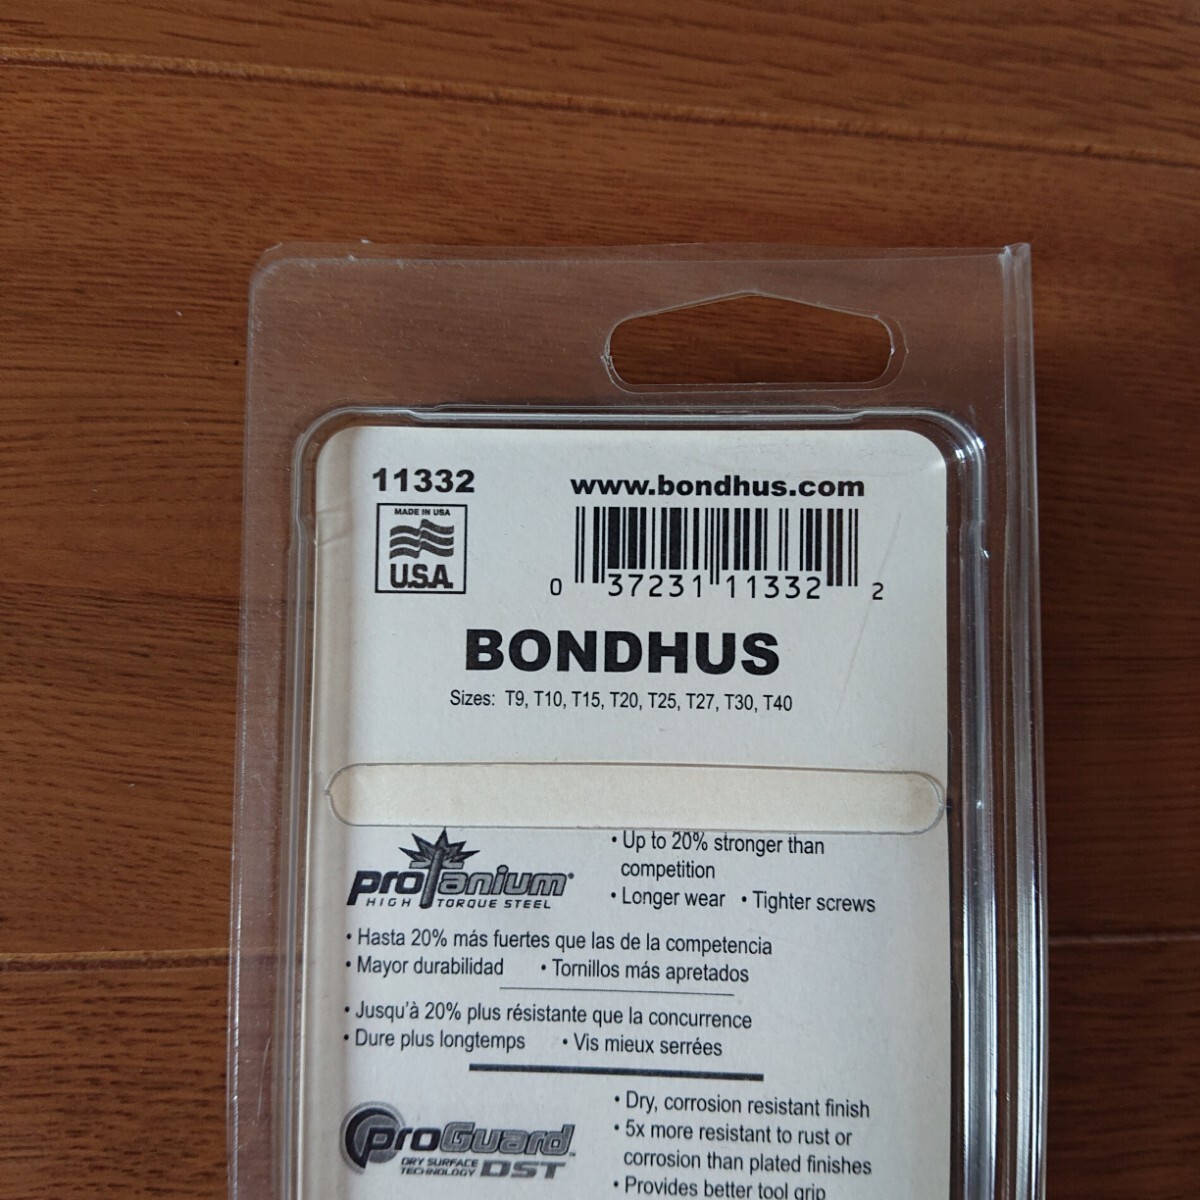 11332
www.bondhus.com
MADE IN USA
U.S.A.
0 37231 11332 2
BONDHUS
Sizes: T9, T10, T15, T20, T25, T27, T30, T40
proTanium®
HIGH TORQUE STEEL
• Up to 20% stronger than
competition
• Longer wear • Tighter screws
• Hasta 20% más fuertes que las de la competencia
• Mayor durabilidad • Tornillos más apretados
• Jusqu'à 20% plus résistante que la concurrence
• Dure plus longtemps • Vis mieux serrées
proGuard™
DRY SURFACE
TECHNOLOGY DST
• Dry, corrosion resistant finish
• 5x more resistant to rust or
corrosion than plated finishes
• Provides better tool grip